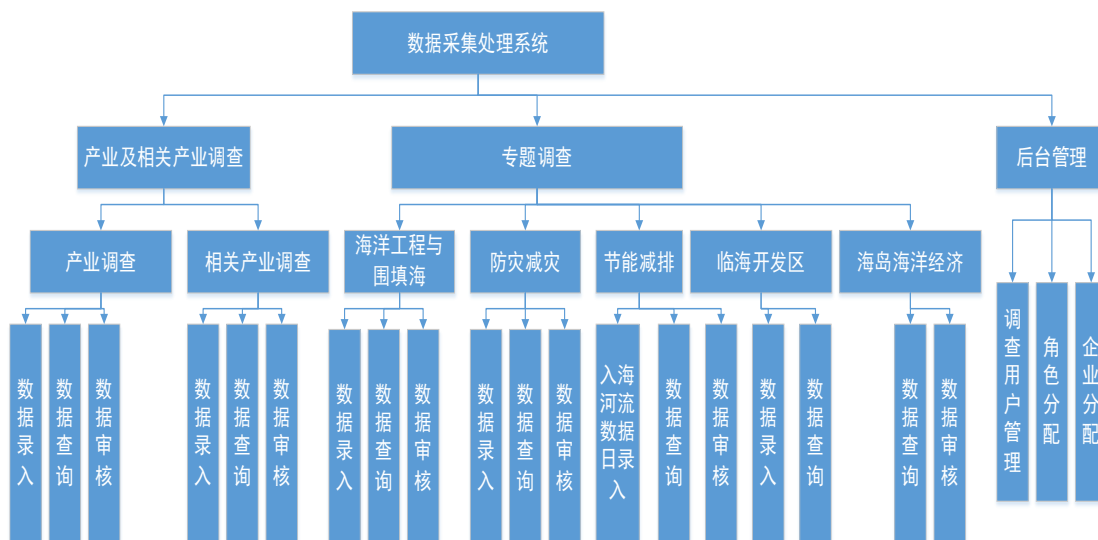 数据采集处理系统
产业及相关产业调查
专题调查
后台管理
产业调查
相关产业调查
海洋工程与
围填海
防灾减灾
节能减排
临海开发区
海岛海洋经济
数据录入
数据查询
数据审核
数据录入
数据查询
数据审核
数据录入
数据查询
数据审核
数据录入
数据查询
数据审核
入海
河流
数据
日录
入
数据查询
数据审核
数据录入
数据查询
数据查询
数据审核
调查用户管理
角色分配
企业分配